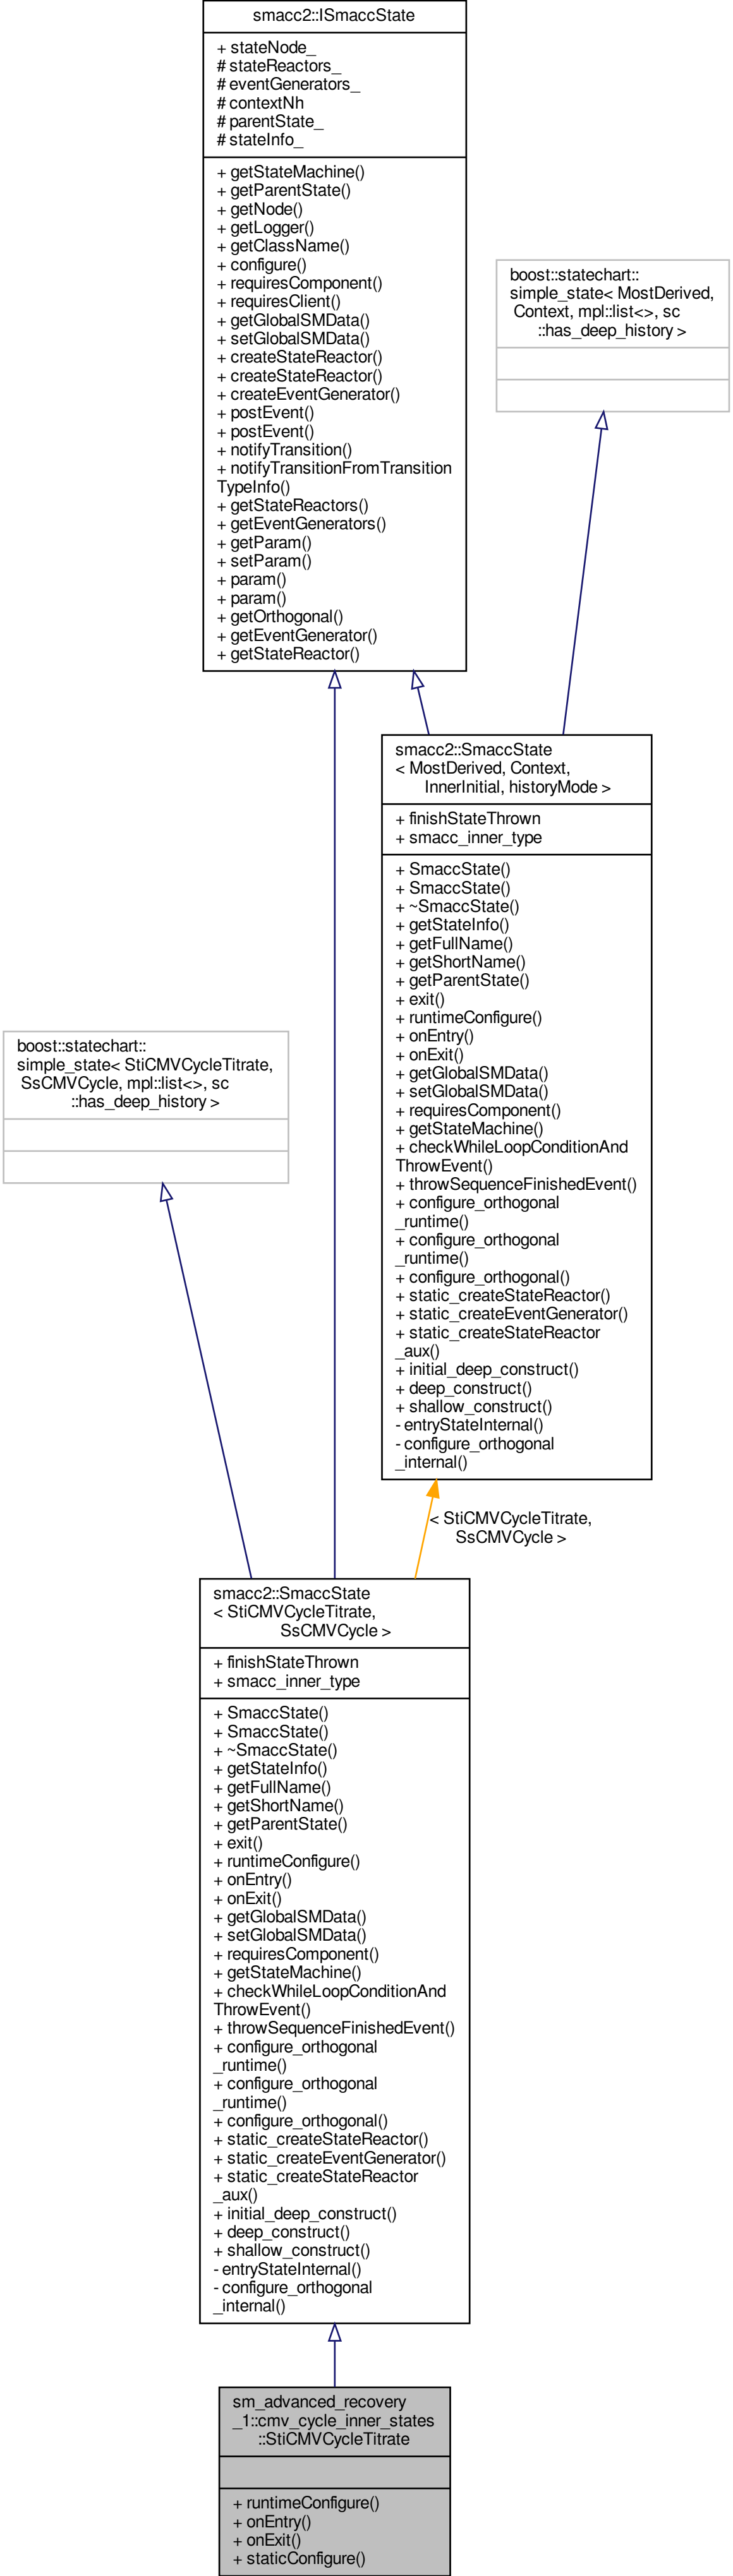 smacc2::ISmaccState
+ stateNode_
# stateReactors_
# eventGenerators_
# contextNh
# parentState_
# stateInfo_
+ getStateMachine()
+ getParentState()
+ getNode()
+ getLogger()
+ getClassName()
+ configure()
+ requiresComponent()
+ requiresClient()
+ getGlobalSMData()
+ setGlobalSMData()
+ createStateReactor()
+ createStateReactor()
+ createEventGenerator()
+ postEvent()
+ postEvent()
+ notifyTransition()
+ notifyTransitionFromTransition
TypeInfo()
+ getStateReactors()
+ getEventGenerators()
+ getParam()
+ setParam()
+ param()
+ param()
+ getOrthogonal()
+ getEventGenerator()
+ getStateReactor()
boost::statechart::
simple_state< MostDerived,
Context, mpl::list<>, sc
::has_deep_history >
smacc2::SmaccState
< MostDerived, Context,
InnerInitial, historyMode >
+ finishStateThrown
+ smacc_inner_type
+ SmaccState()
+ SmaccState()
+ ~SmaccState()
+ getStateInfo()
+ getFullName()
+ getShortName()
+ getParentState()
+ exit()
+ runtimeConfigure()
+ onEntry()
+ onExit()
+ getGlobalSMData()
+ setGlobalSMData()
+ requiresComponent()
+ getStateMachine()
+ checkWhileLoopConditionAnd
ThrowEvent()
+ throwSequenceFinishedEvent()
+ configure_orthogonal
_runtime()
+ configure_orthogonal
_runtime()
+ configure_orthogonal()
+ static_createStateReactor()
+ static_createEventGenerator()
+ static_createStateReactor
_aux()
+ initial_deep_construct()
+ deep_construct()
+ shallow_construct()
- entryStateInternal()
- configure_orthogonal
_internal()
boost::statechart::
simple_state< StiCMVCycleTitrate,
SsCMVCycle, mpl::list<>, sc
::has_deep_history >
< StiCMVCycleTitrate,
SsCMVCycle >
smacc2::SmaccState
< StiCMVCycleTitrate,
SsCMVCycle >
+ finishStateThrown
+ smacc_inner_type
+ SmaccState()
+ SmaccState()
+ ~SmaccState()
+ getStateInfo()
+ getFullName()
+ getShortName()
+ getParentState()
+ exit()
+ runtimeConfigure()
+ onEntry()
+ onExit()
+ getGlobalSMData()
+ setGlobalSMData()
+ requiresComponent()
+ getStateMachine()
+ checkWhileLoopConditionAnd
ThrowEvent()
+ throwSequenceFinishedEvent()
+ configure_orthogonal
_runtime()
+ configure_orthogonal
_runtime()
+ configure_orthogonal()
+ static_createStateReactor()
+ static_createEventGenerator()
+ static_createStateReactor
_aux()
+ initial_deep_construct()
+ deep_construct()
+ shallow_construct()
- entryStateInternal()
- configure_orthogonal
_internal()
sm_advanced_recovery
_1::cmv_cycle_inner_states
::StiCMVCycleTitrate
+ runtimeConfigure()
+ onEntry()
+ onExit()
+ staticConfigure()